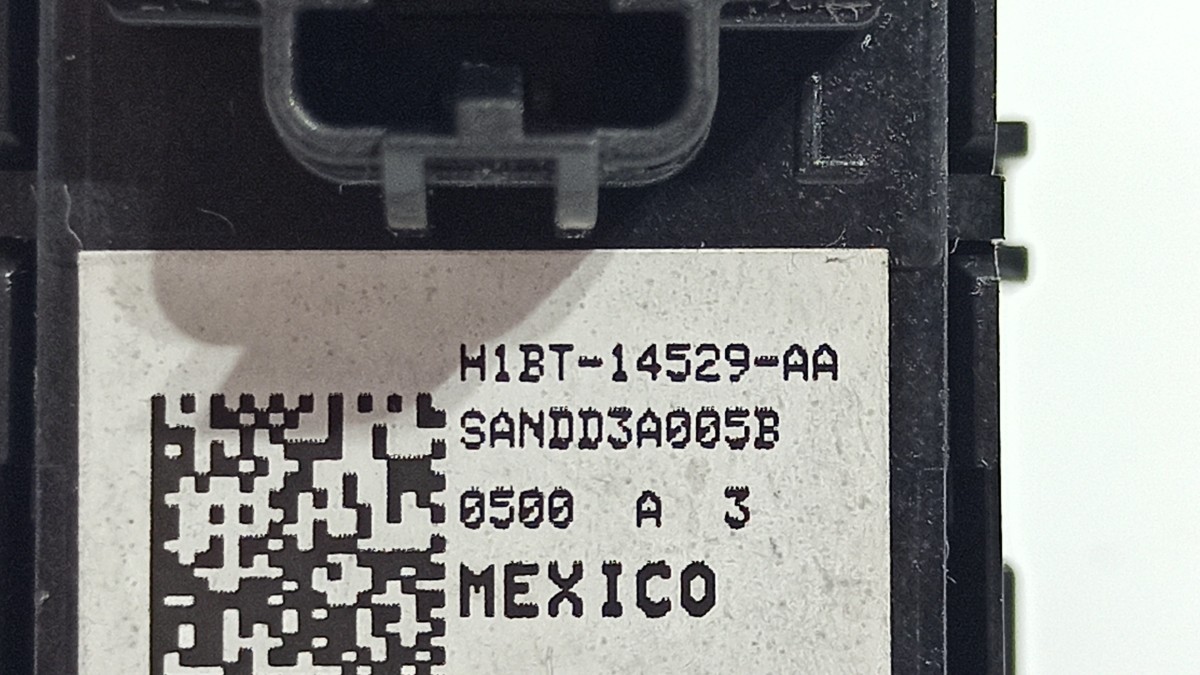 H1BT-14529-AA
SANDD3A005B
0500 A 3
MEXICO